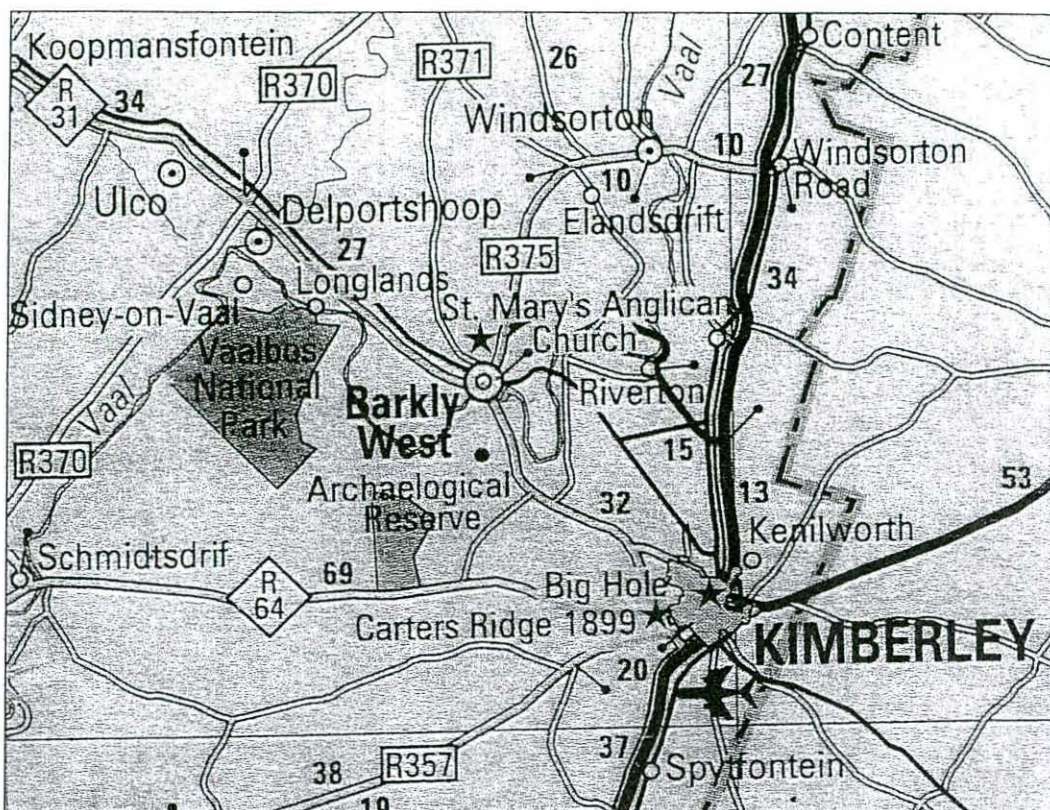 Koopmansfontein
R
31
34
R370
R371
26
Vaal
27
Content
Windsorton
10
10
Windsorton
Road
Ulco
Delportshoop
27
Elandsdrift
R375
34
Longlands
Sidney-on-Vaal
St. Mary's Anglican
Church
Vaalbos
National
Park
Vaal
Barkly
West
Riverton
15
R370
Archaelogical
Reserve
32
13
53
Kenilworth
Schmidtsdrif
R
64
69
Big Hole
Carters Ridge 1899
KIMBERLEY
20
37
R357
38
Spytfontein
19